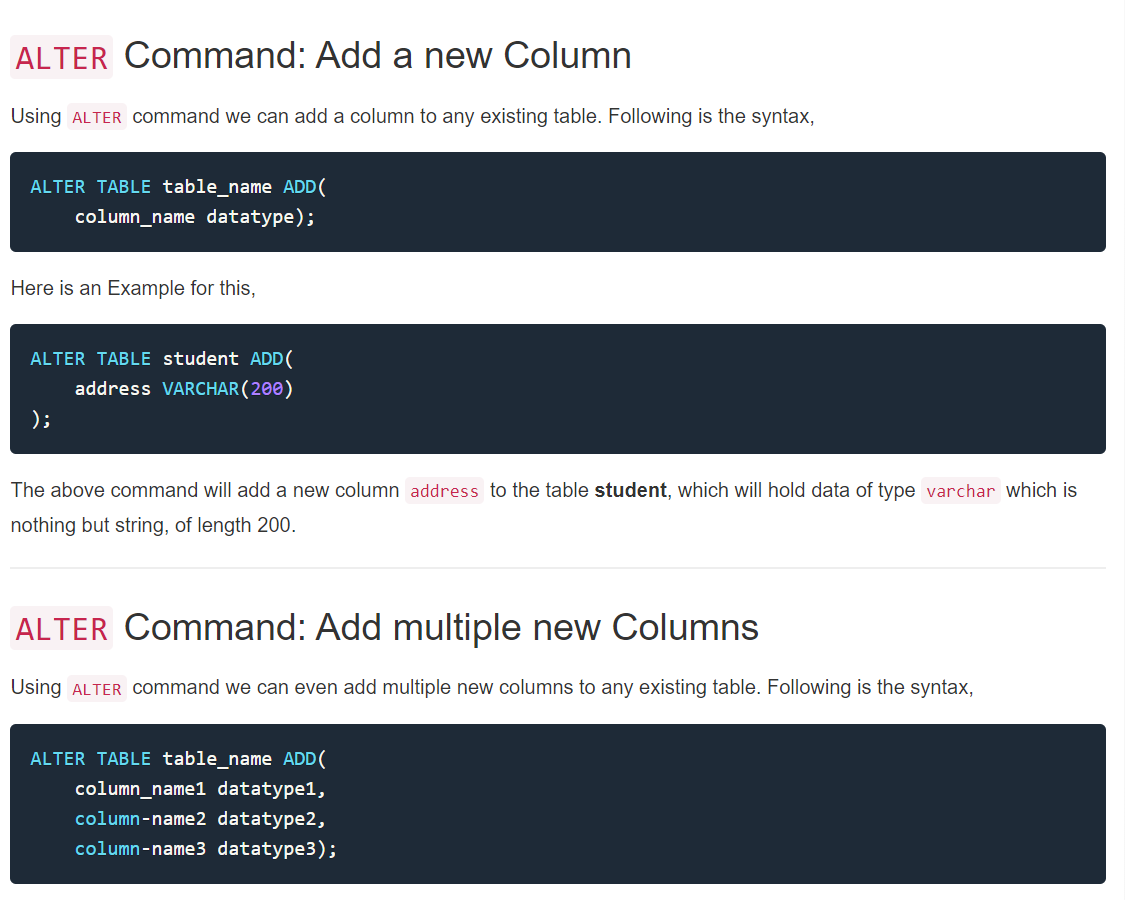 ALTER Command: Add a new Column
Using ALTER command we can add a column to any existing table. Following is the syntax,
ALTER TABLE table_name ADD(
    column_name datatype);
Here is an Example for this,
ALTER TABLE student ADD(
    address VARCHAR(200)
);
The above command will add a new column address to the table student, which will hold data of type varchar which is
nothing but string, of length 200.
ALTER Command: Add multiple new Columns
Using ALTER command we can even add multiple new columns to any existing table. Following is the syntax,
ALTER TABLE table_name ADD(
    column_name1 datatype1,
    column-name2 datatype2,
    column-name3 datatype3);